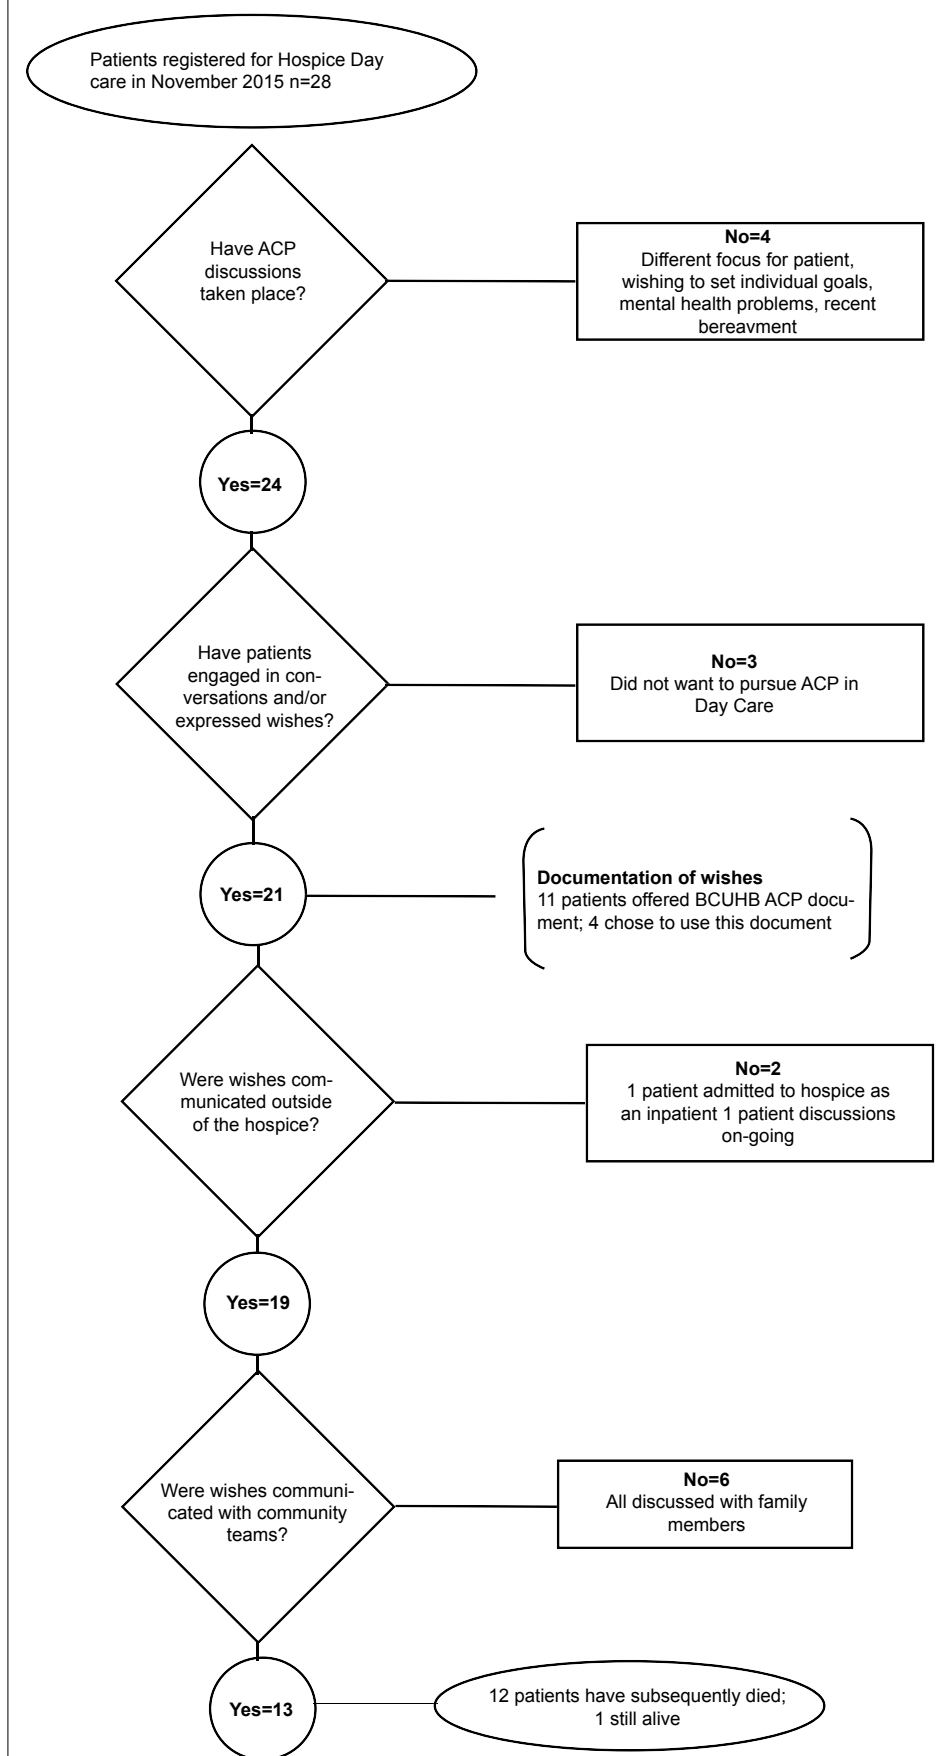 Patients registered for Hospice Day
care in November 2015 n=28
Have ACP
discussions
taken place?
No=4
Different focus for patient,
wishing to set individual goals,
mental health problems, recent
bereavment
Yes=24
Have patients
engaged in con-
versations and/or
expressed wishes?
No=3
Did not want to pursue ACP in
Day Care
Yes=21
Documentation of wishes
11 patients offered BCUHB ACP docu-
ment; 4 chose to use this document
Were wishes com-
municated outside
of the hospice?
No=2
1 patient admitted to hospice as
an inpatient 1 patient discussions
on-going
Yes=19
Were wishes communi-
cated with community
teams?
No=6
All discussed with family
members
Yes=13
12 patients have subsequently died;
1 still alive